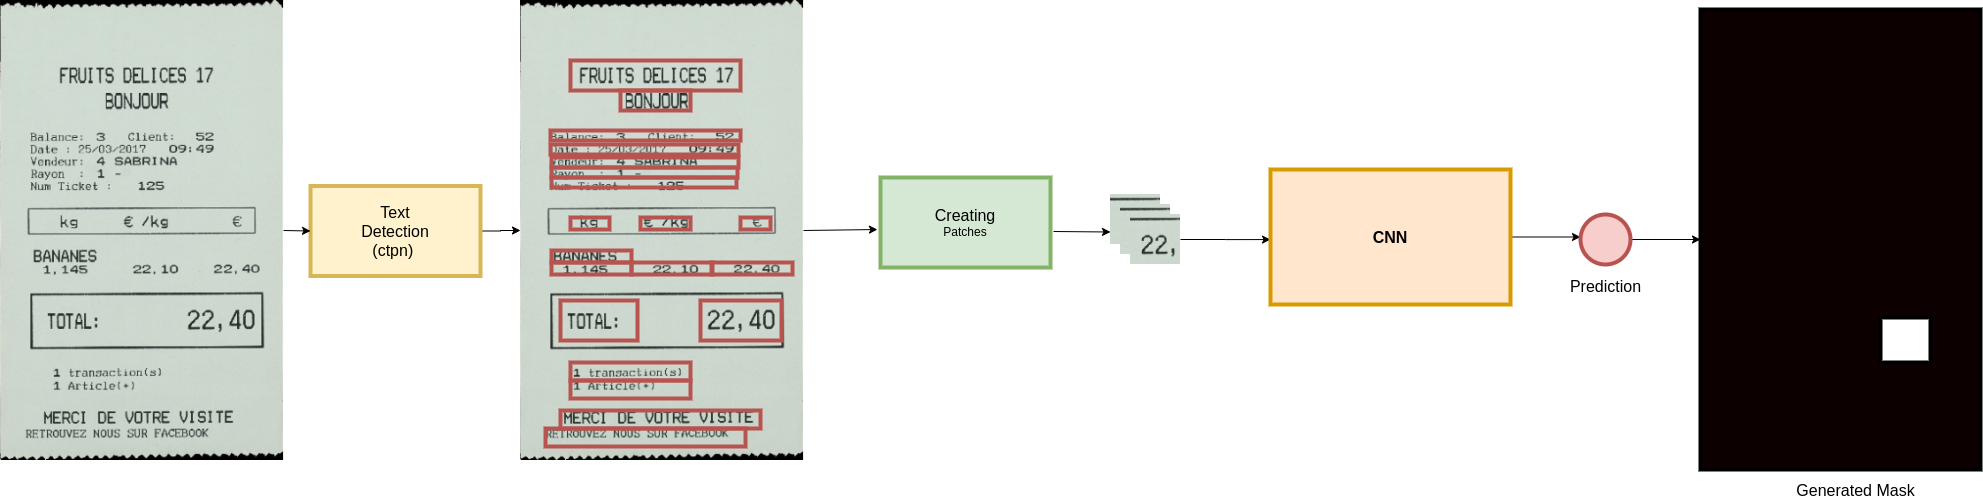 FRUITS DELICES 17
BONJOUR
Balance: 3 Client: 52
Date : 25/03/2017 09:49
Vendeur: 4 SABRINA
Rayon : 1 -
Num Ticket : 125
kg € /kg €
BANANES
1,145 22,10 22,40
TOTAL: 22,40
1 transaction(s)
1 Article(+)
MERCI DE VOTRE VISITE
RETROUVEZ NOUS SUR FACEBOOK
Text
Detection
(ctpn)
FRUITS DELICES 17
BONJOUR
Balance: 3 Client: 52
Date : 25/03/2017 09:49
Vendeur: 4 SABRINA
Rayon : 1 -
Num Ticket : 125
kg € /kg €
BANANES
1,145 22,10 22,40
TOTAL: 22,40
1 transaction(s)
1 Article(+)
MERCI DE VOTRE VISITE
RETROUVEZ NOUS SUR FACEBOOK
Creating
Patches
22,
CNN
Prediction
Generated Mask